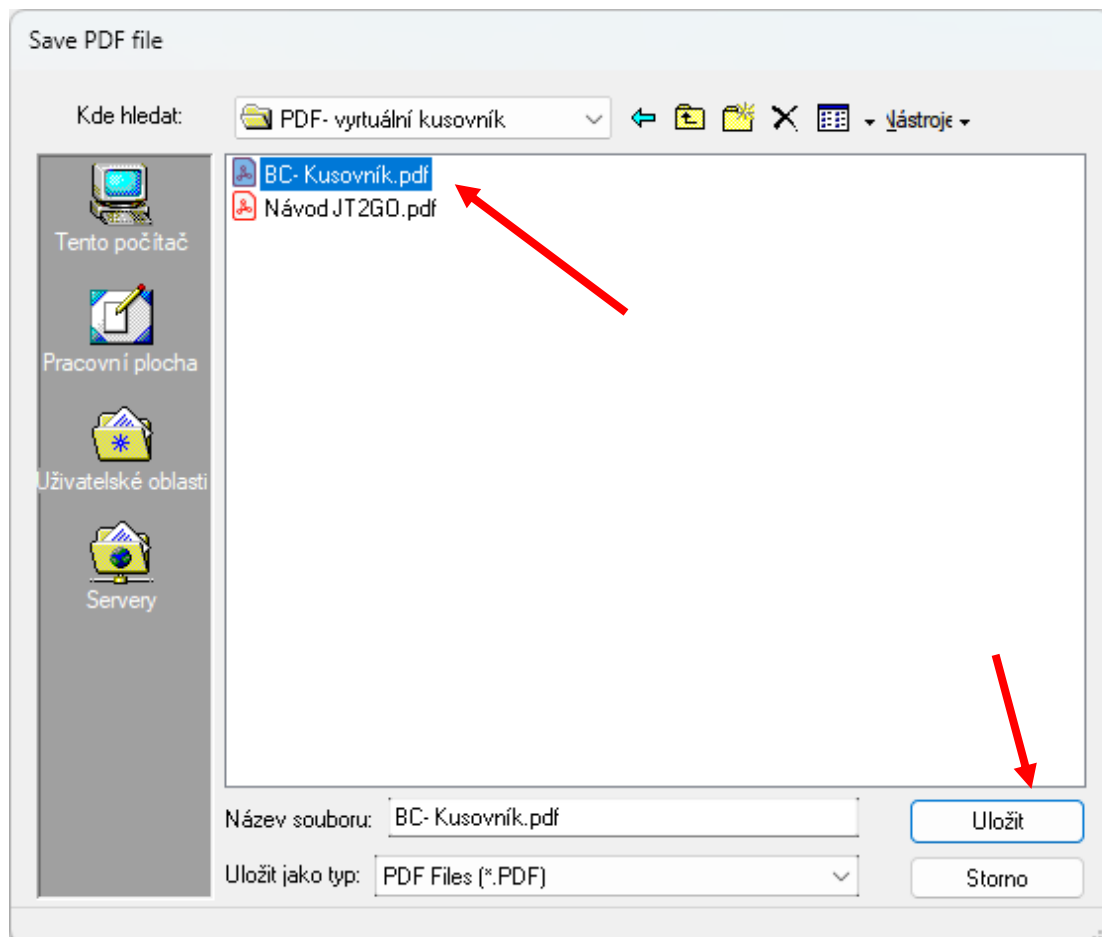 Save PDF file
Kde hledat:
PDF- vyrtuální kusovník
Nástroje
BC- Kusovník.pdf
Návod JT2GO.pdf
Tento počítač
Pracovní plocha
Uživatelské oblasti
Servery
Název souboru:
BC- Kusovník.pdf
Uložit
Uložit jako typ:
PDF Files (*.PDF)
Storno